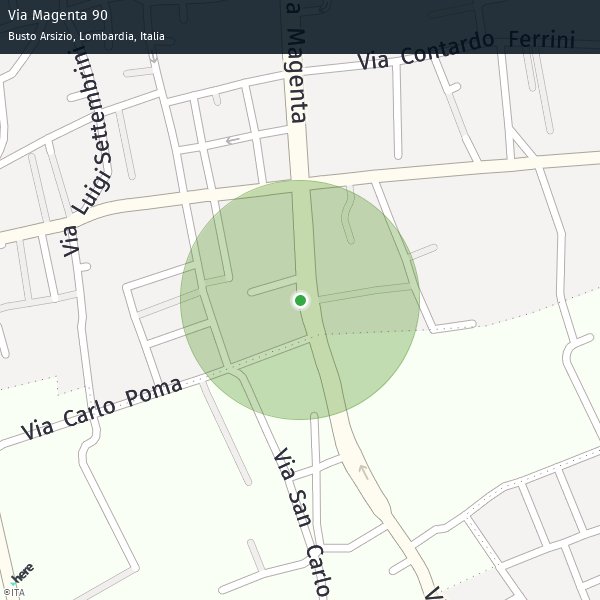 Via Magenta 90
Busto Arsizio, Lombardia, Italia
a Magenta
Via Contardo Ferrini
Via Luigi Settembrini
Via Carlo Poma
Via San Carlo
V
here
©ITA